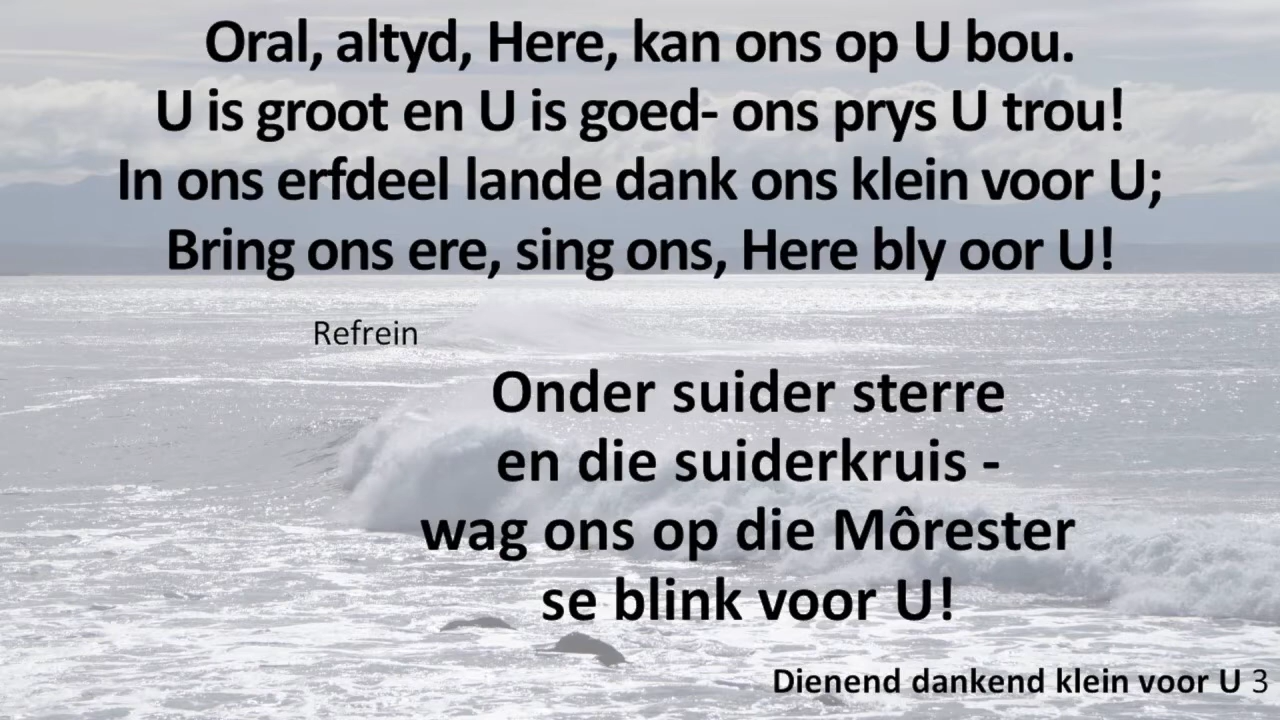 Oral, altyd, Here, kan ons op U bou.
U is groot en U is goed- ons prys U trou!
In ons erfdeel lande dank ons klein voor U;
Bring ons ere, sing ons, Here bly oor U!
Refrein
Onder suider sterre
en die suiderkruis -
wag ons op die Môrester
se blink voor U!
Dienend dankend klein voor U 3